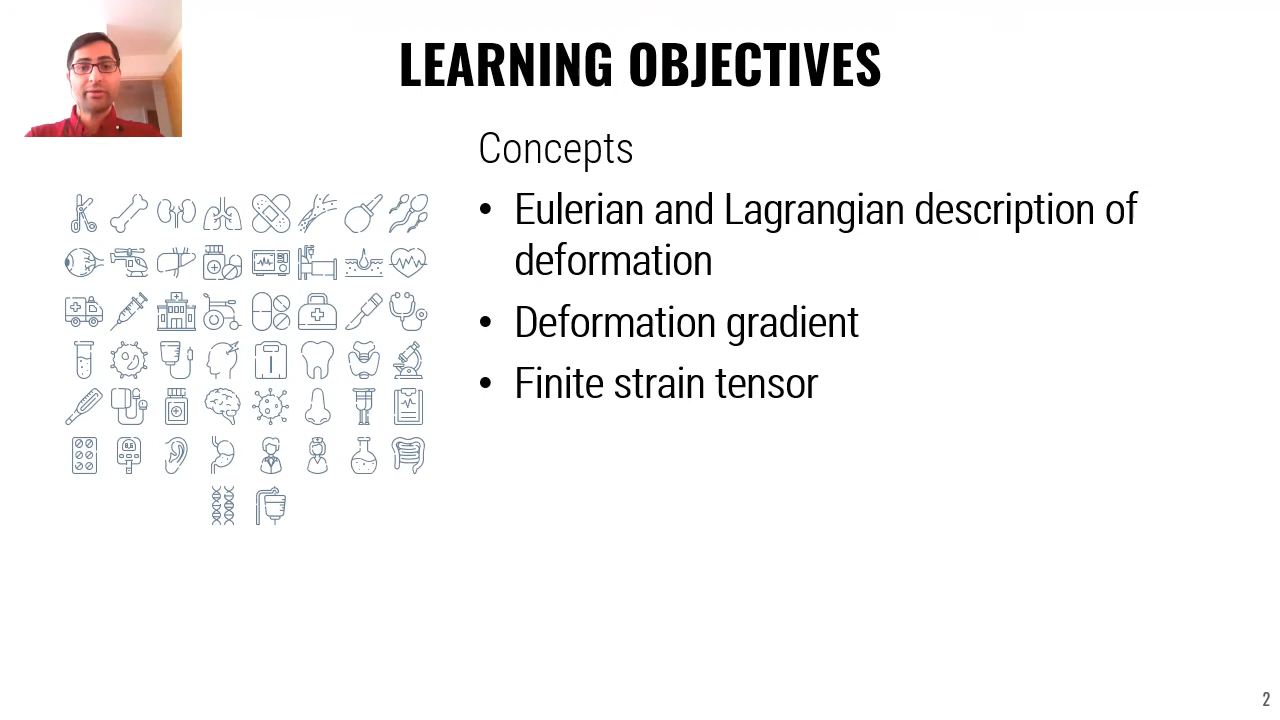 LEARNING OBJECTIVES
Concepts
• Eulerian and Lagrangian description of
deformation
• Deformation gradient
• Finite strain tensor
2